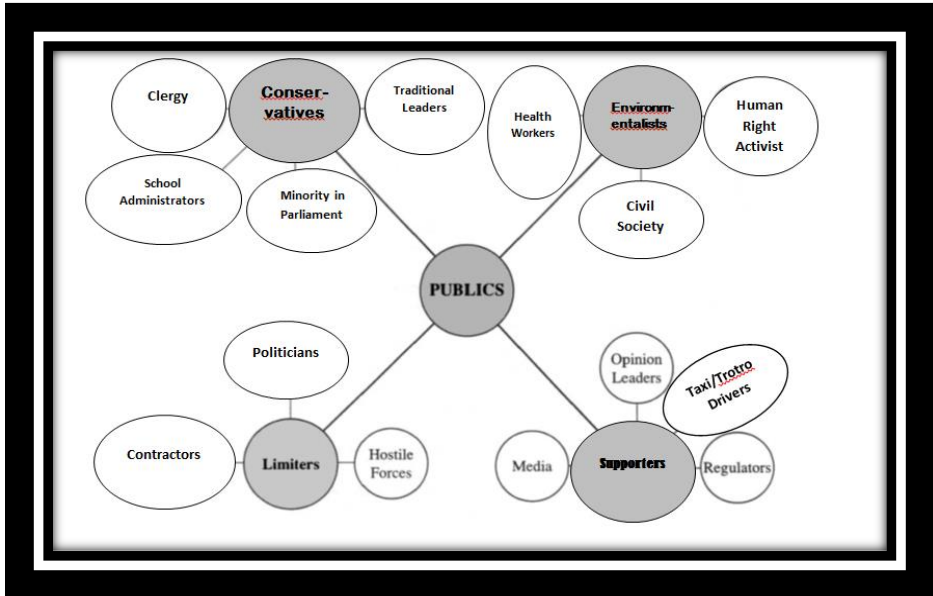 Clergy
Conser-
vatives
Traditional
Leaders
School
Administrators
Minority in
Parliament
Health
Workers
Environm-
entalists
Human
Right
Activist
Civil
Society
PUBLICS
Politicians
Contractors
Limiters
Hostile
Forces
Opinion
Leaders
Taxi/Trotro
Drivers
Media
Supporters
Regulators